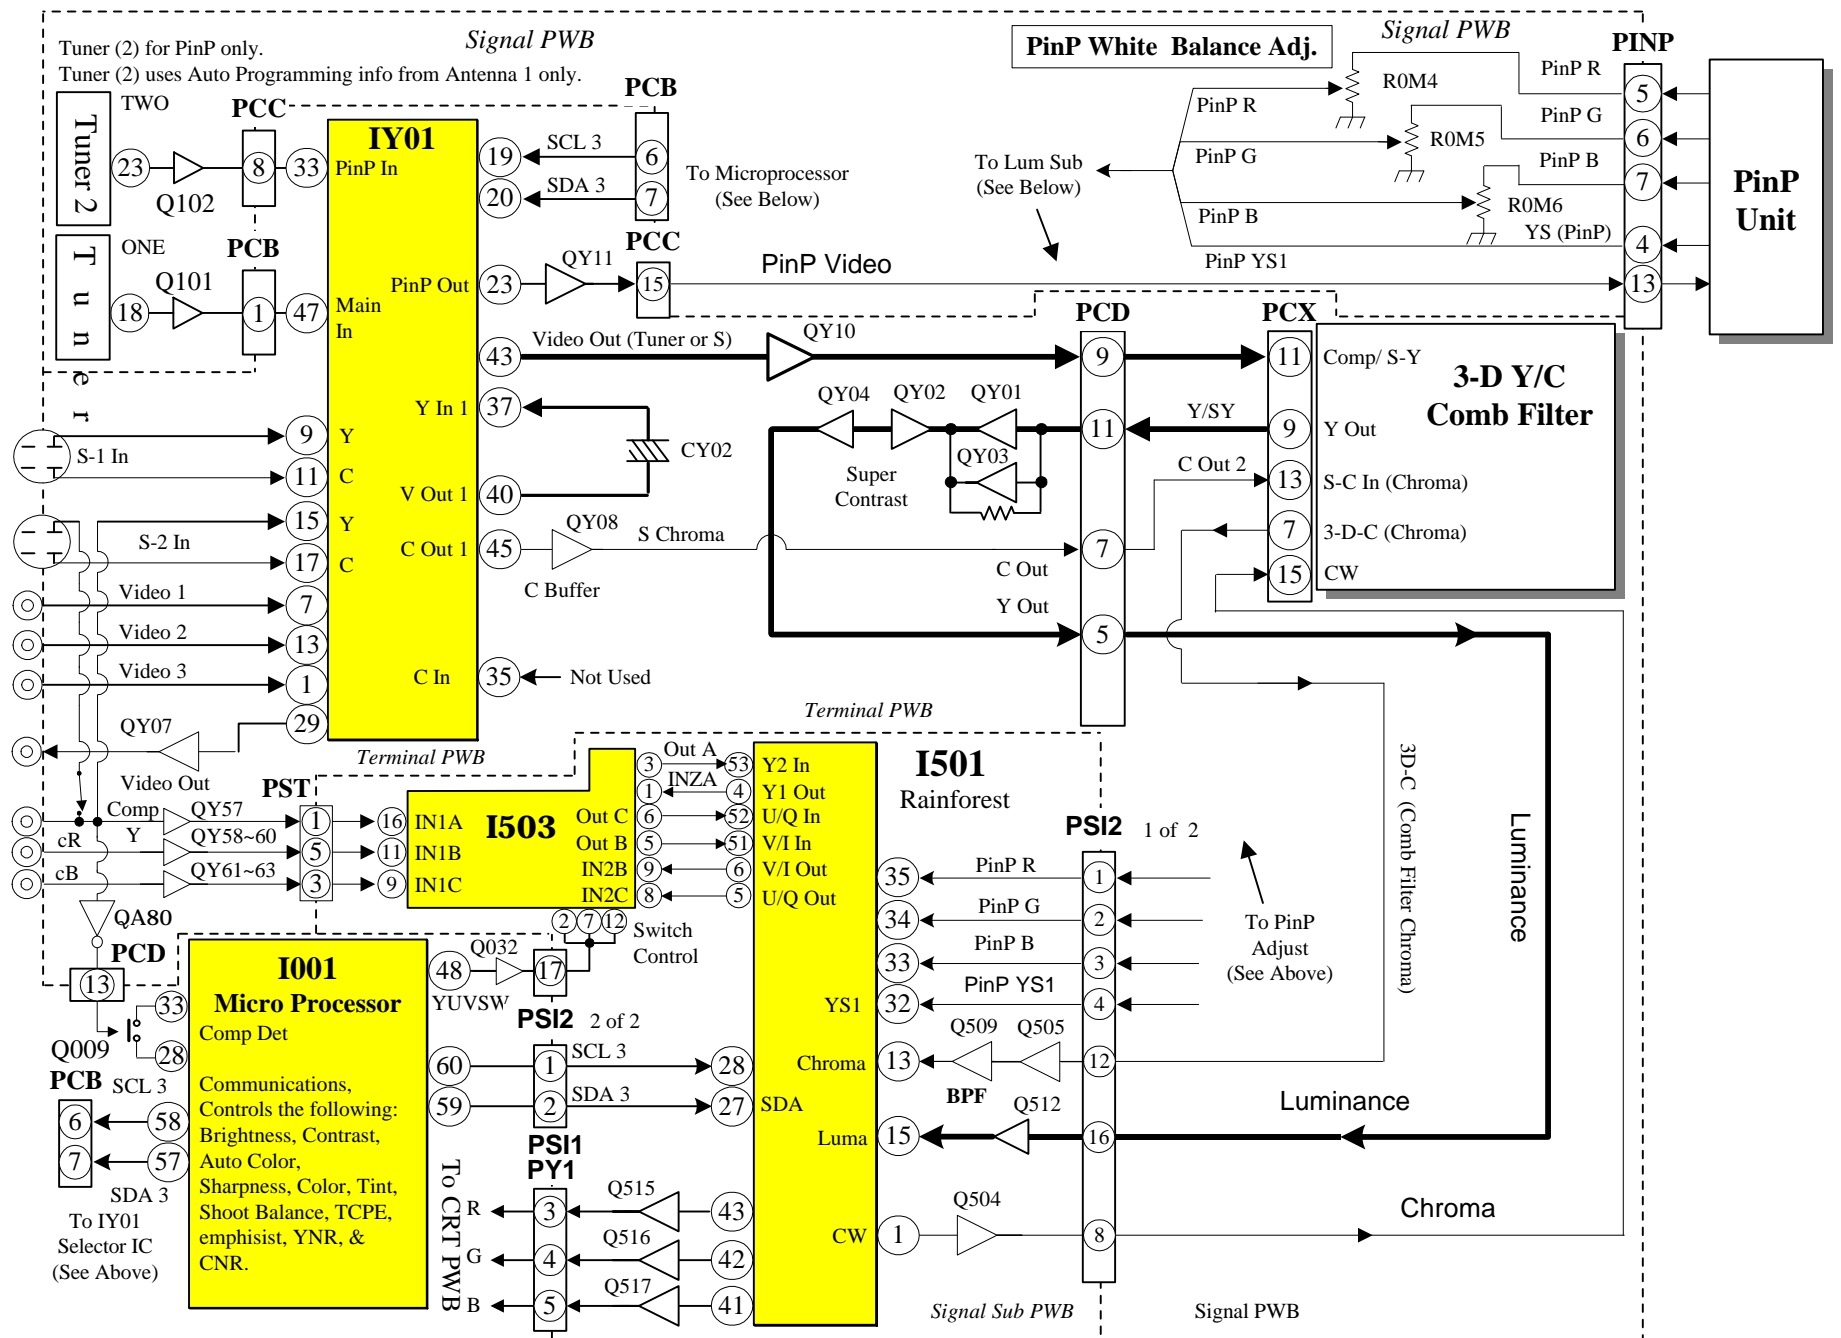 Signal PWB
Signal PWB
Tuner (2) for PinP only.
Tuner (2) uses Auto Programming info from Antenna 1 only.
PinP White Balance Adj.
PINP
TWO
PCC
PCB
Tuner 2
23
Q102
8
33
PinP In
IY01
19
SCL 3
6
20
SDA 3
7
To Microprocessor
(See Below)
To Lum Sub
(See Below)
PinP R
PinP G
PinP B
PinP YS1
R0M4
R0M5
R0M6
PinP R
PinP G
PinP B
YS (PinP)
5
6
7
4
13
PinP
Unit
Tuner
ONE
PCB
Q101
18
1
47
Main
In
PinP Out
23
QY11
PCC
15
PinP Video
PCD
PCX
43
Video Out (Tuner or S)
QY10
9
11
Comp/ S-Y
3-D Y/C
Comb Filter
Y In 1
37
CY02
V Out 1
40
QY04
QY02
QY01
QY03
Super
Contrast
11
Y/SY
9
Y Out
C Out 2
13
S-C In (Chroma)
7
3-D-C (Chroma)
15
CW
C Out 1
45
QY08
S Chroma
C Buffer
7
C Out
Y Out
5
S-1 In
9
Y
11
C
S-2 In
15
Y
17
C
Video 1
7
Video 2
13
Video 3
1
C In
35
Not Used
29
QY07
Video Out
Terminal PWB
Terminal PWB
Comp
QY57
PST
cR
Y
QY58~60
cB
QY61~63
1
5
3
16
IN1A
11
IN1B
9
IN1C
I503
Out C
Out B
IN2B
IN2C
3
Out A
53
Y2 In
1
INZA
4
Y1 Out
6
52
U/Q In
5
51
V/I In
9
6
V/I Out
8
5
U/Q Out
2
7
12
Switch
Control
I501
Rainforest
PSI2
1 of 2
35
PinP R
1
34
PinP G
2
33
PinP B
3
YS1
32
PinP YS1
4
To PinP
Adjust
(See Above)
3D-C (Comb Filter Chroma)
Luminance
QA80
PCD
13
I001
Micro Processor
Comp Det
33
28
Q009
48
Q032
17
YUVSW
PSI2
2 of 2
60
1
SCL 3
28
59
2
SDA 3
27
SDA
Chroma
13
Q509
Q505
12
BPF
Luma
15
Q512
16
Luminance
Communications,
Controls the following:
Brightness, Contrast,
Auto Color,
Sharpness, Color, Tint,
Shoot Balance, TCPE,
emphisist, YNR, &
CNR.
PCB
SCL 3
6
58
7
57
SDA 3
To IY01
Selector IC
(See Above)
PSI1
PY1
To CRT PWB
R
3
Q515
43
G
4
Q516
42
B
5
Q517
41
CW
1
Q504
8
Chroma
Signal Sub PWB
Signal PWB